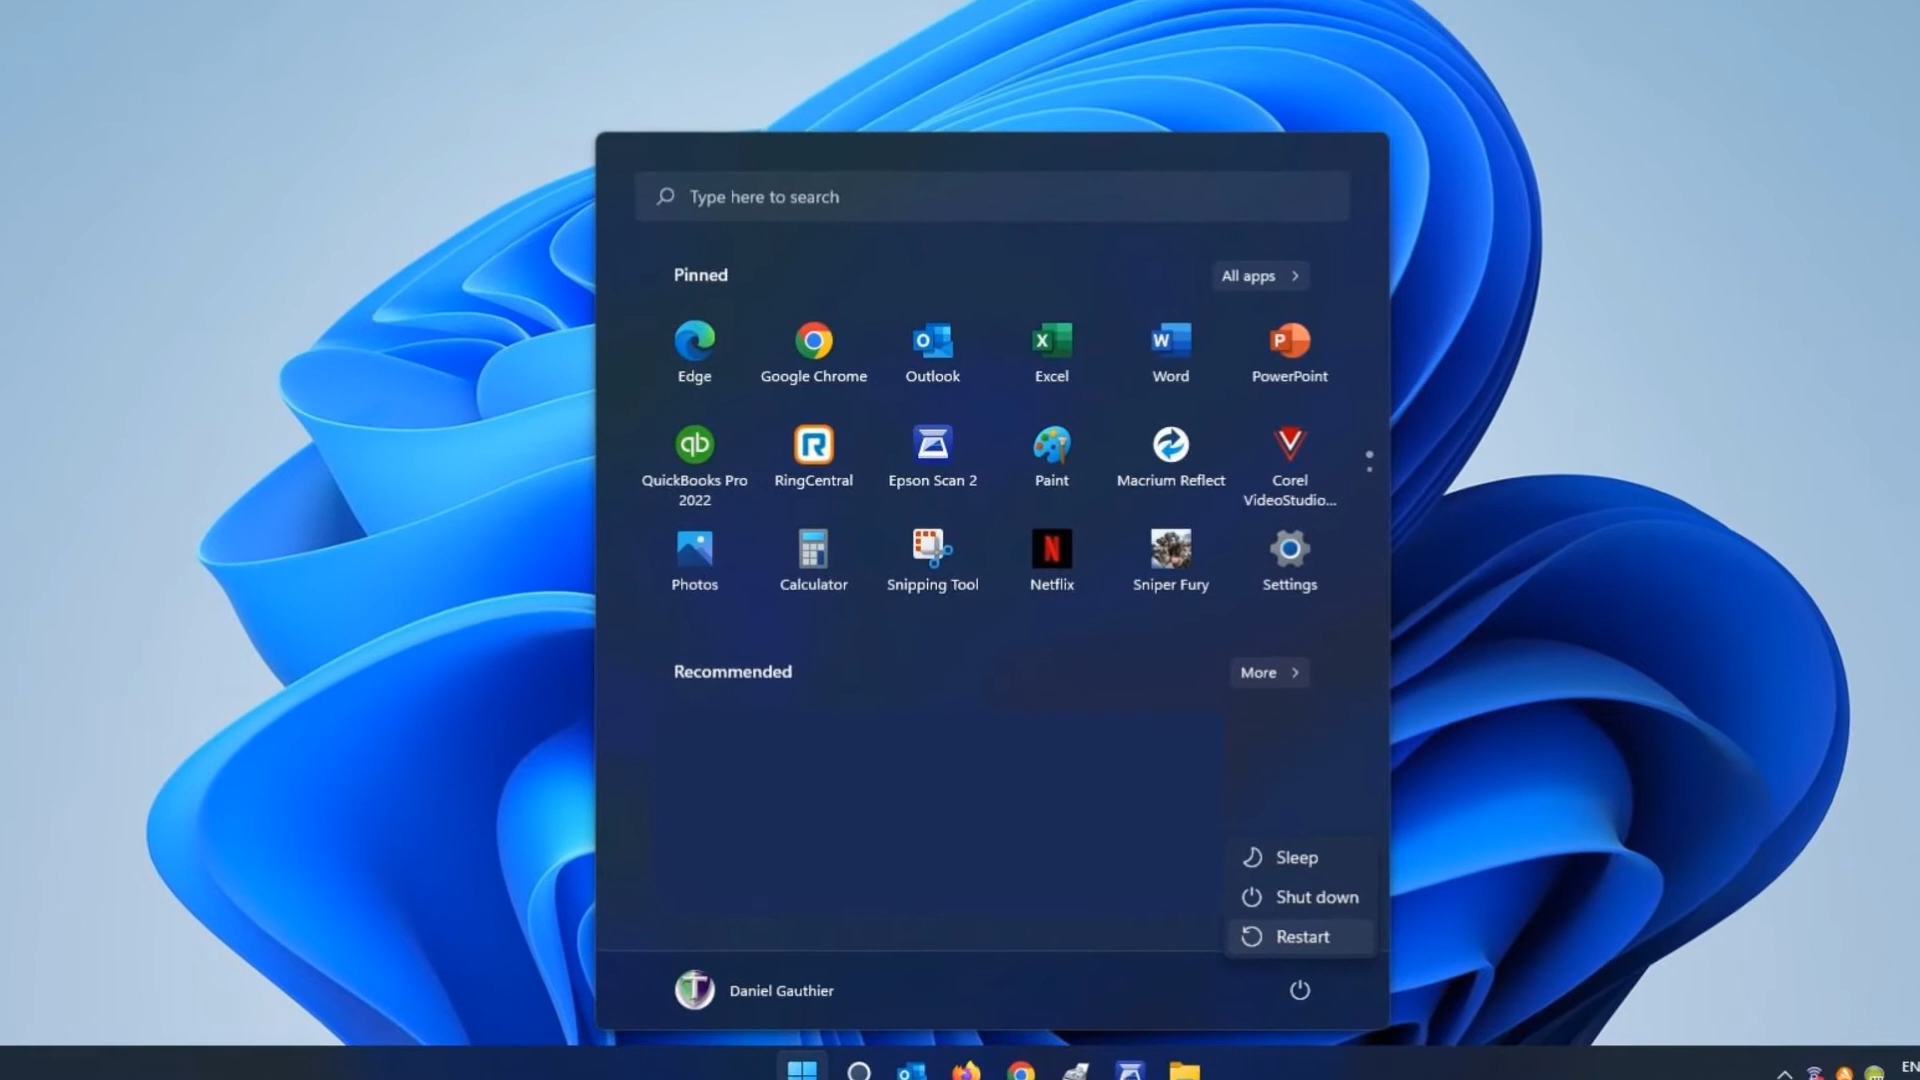 Type here to search
Pinned
All apps
Edge
Google Chrome
Outlook
Excel
Word
PowerPoint
QuickBooks Pro
2022
RingCentral
Epson Scan 2
Paint
Macrium Reflect
Corel
VideoStudio...
Photos
Calculator
Snipping Tool
Netflix
Sniper Fury
Settings
Recommended
More
Sleep
Shut down
Restart
Daniel Gauthier
EN